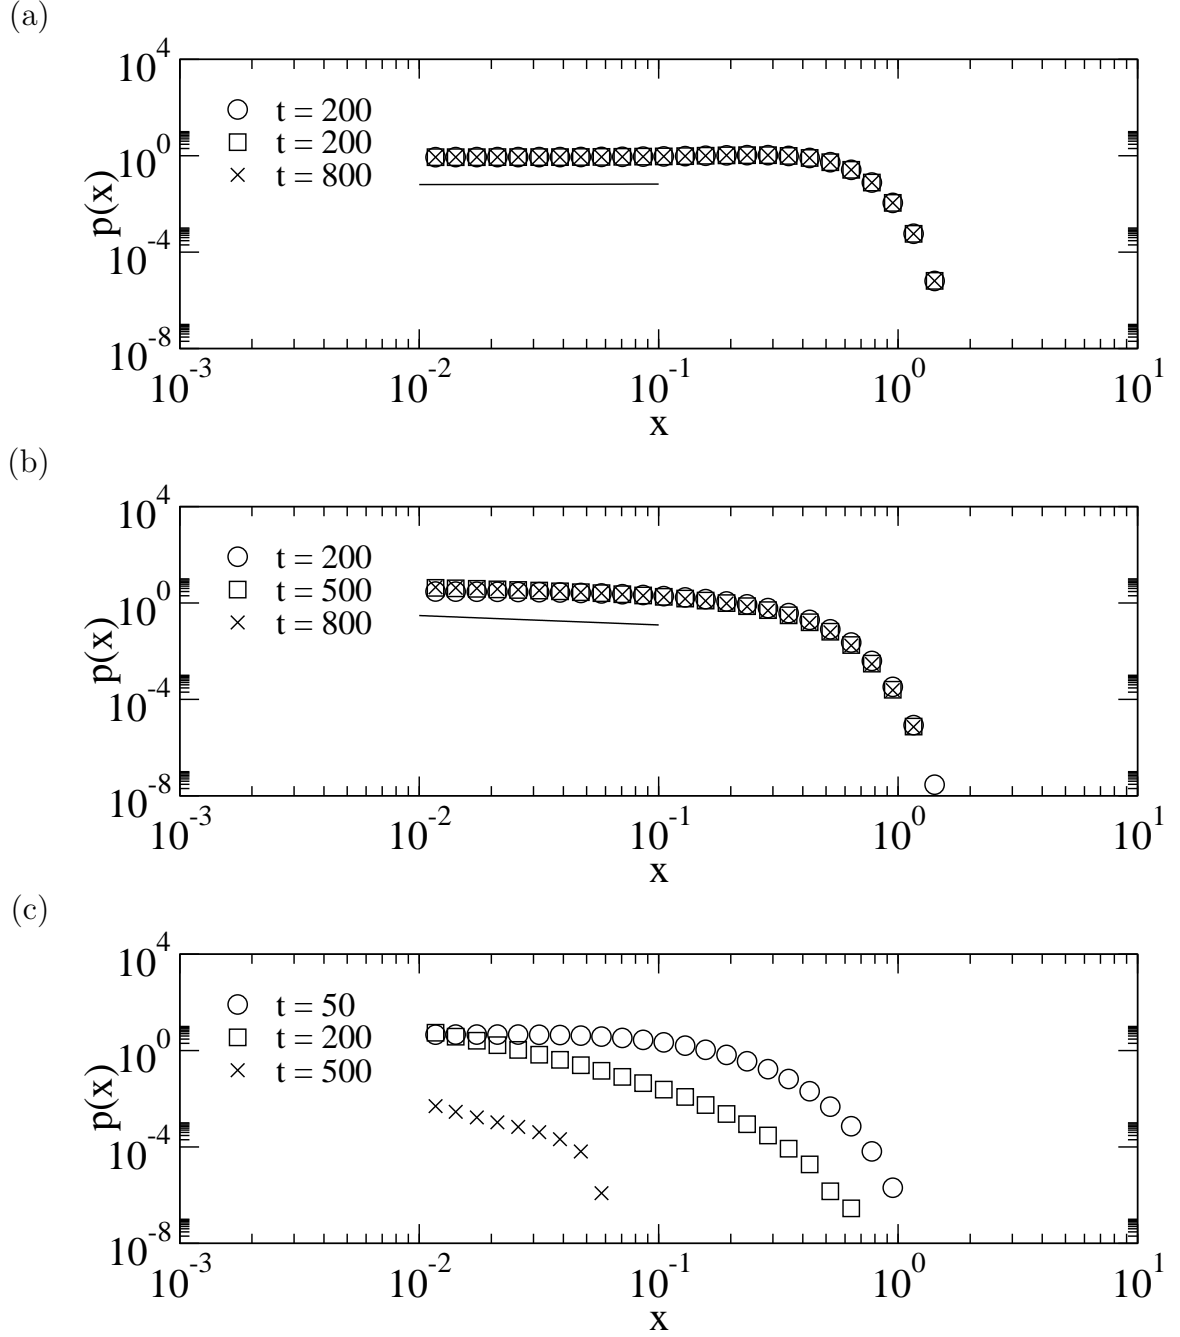 (a)
10^4
10^0
10^-4
10^-8
p(x)
t = 200
t = 200
t = 800
10^-3 10^-2 10^-1 10^0 10^1
x
(b)
10^4
10^0
10^-4
10^-8
p(x)
t = 200
t = 500
t = 800
10^-3 10^-2 10^-1 10^0 10^1
x
(c)
10^4
10^0
10^-4
10^-8
p(x)
t = 50
t = 200
t = 500
10^-3 10^-2 10^-1 10^0 10^1
x